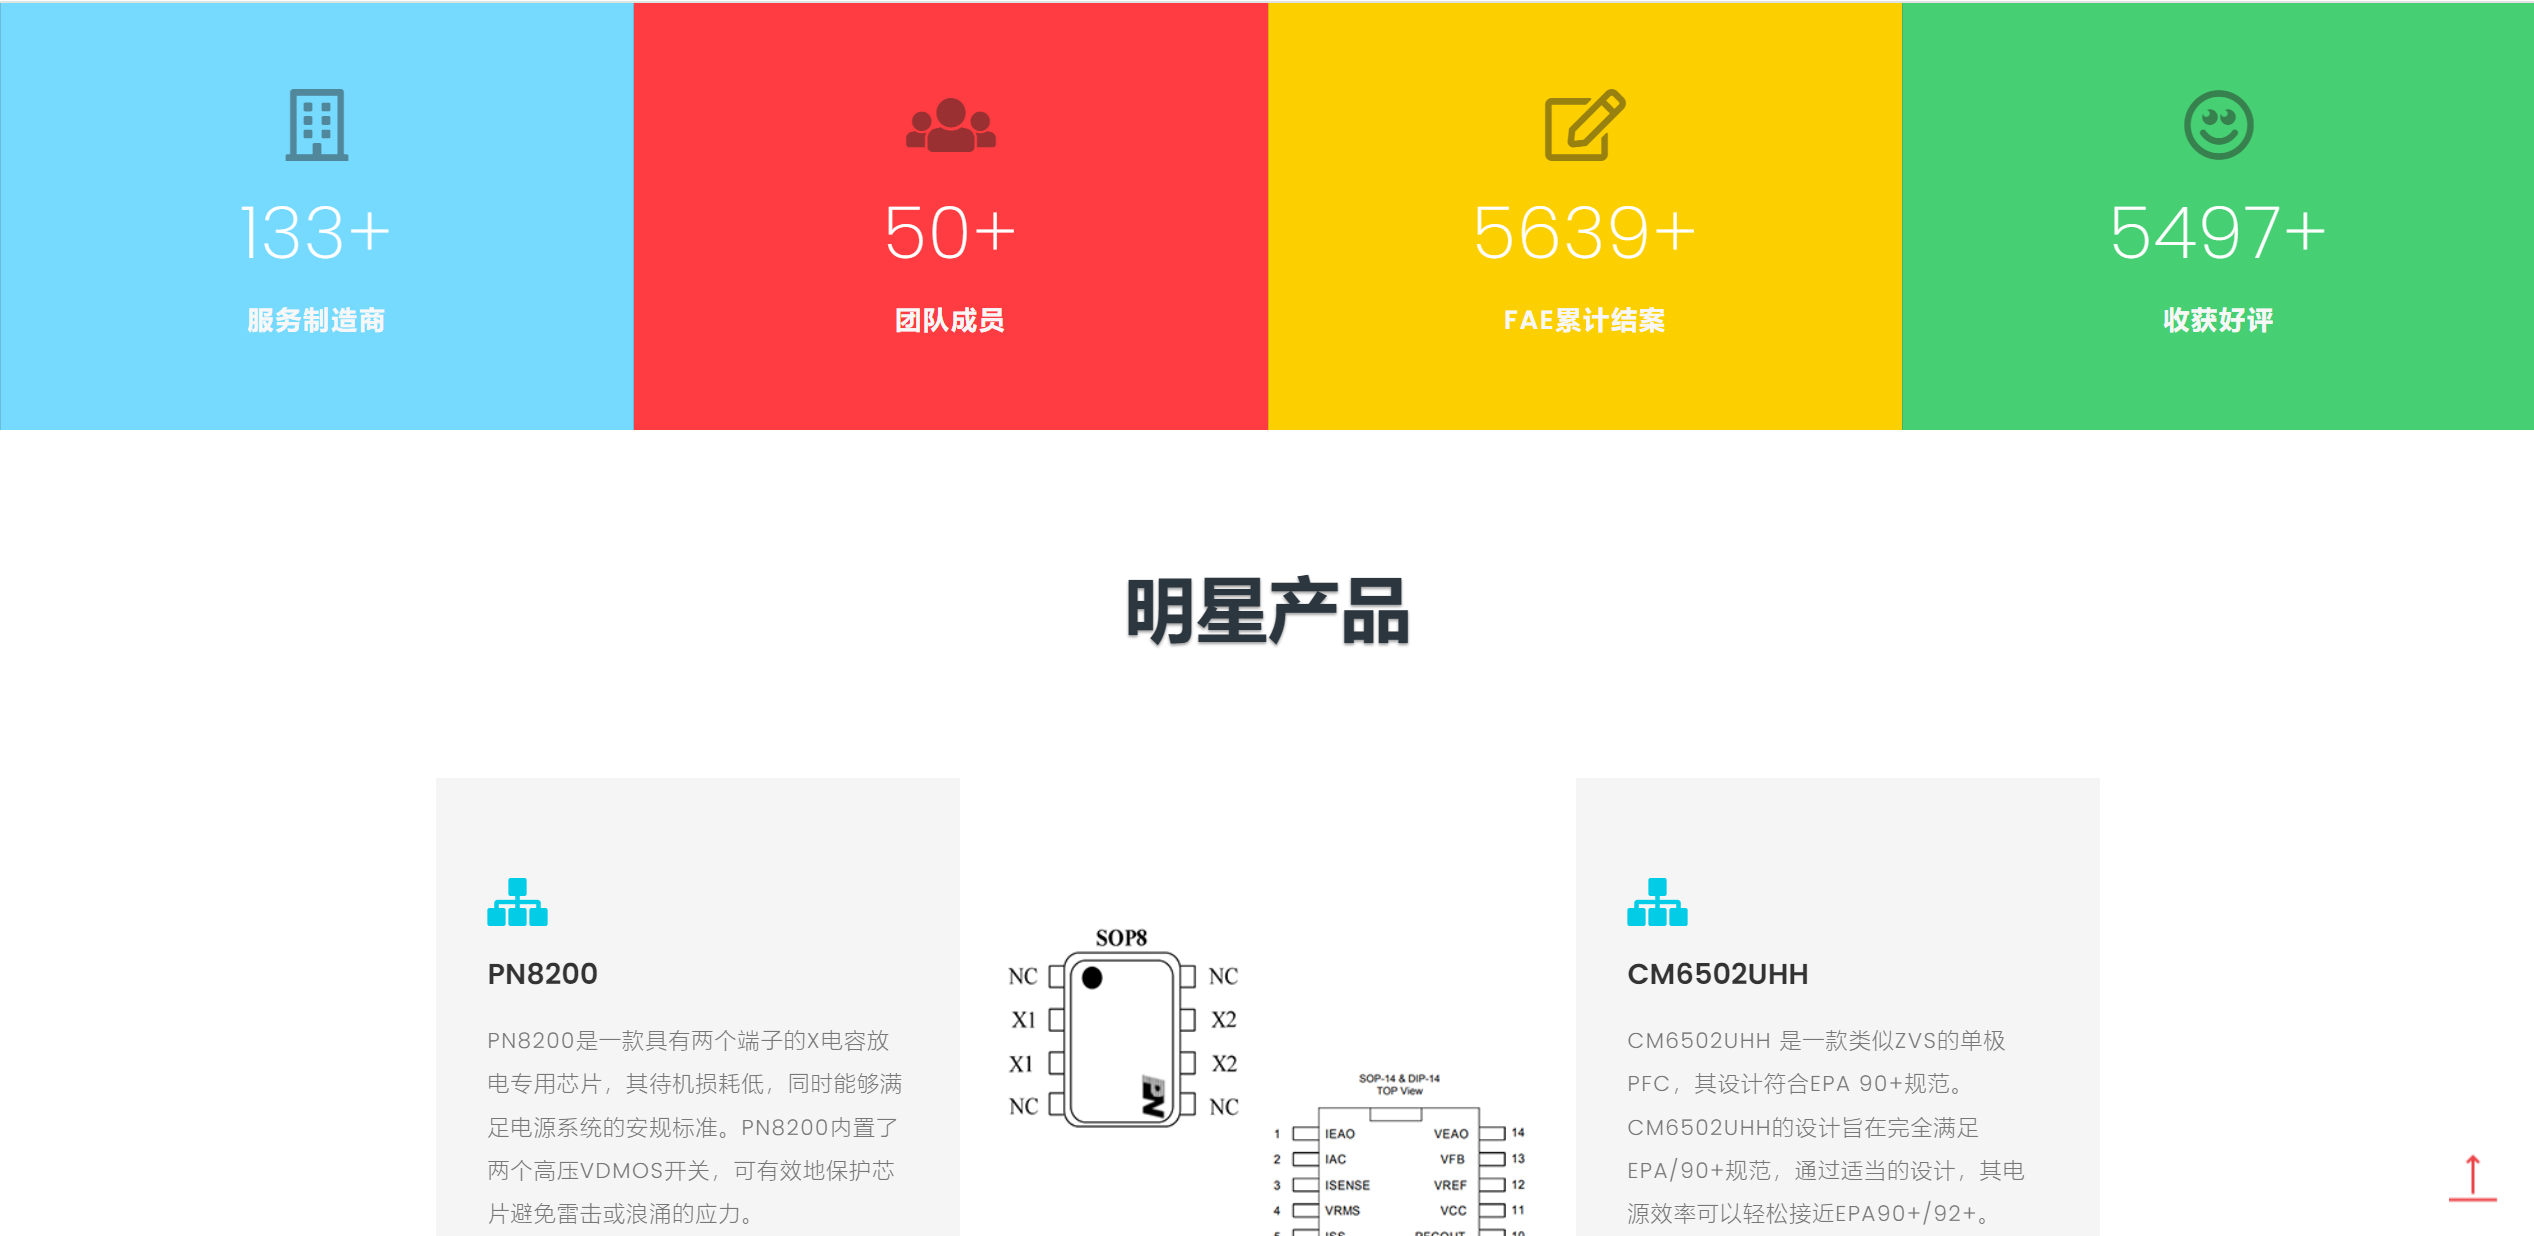 133+
服务制造商
50+
团队成员
5639+
FAE累计结案
5497+
收获好评
明星产品
PN8200
PN8200是一款具有两个端子的X电容放
电专用芯片，其待机损耗低，同时能够满
足电源系统的安规标准。PN8200内置了
两个高压VDMOS开关，可有效地保护芯
片避免雷击或浪涌的应力。
SOP8
NC NC
X1 X2
X1 X2
NC NC
SOP-14 & DIP-14
TOP View
1 IEAO VEAO 14
2 IAC VFB 13
3 ISENSE VREF 12
4 VRMS VCC 11
CM6502UHH
CM6502UHH 是一款类似ZVS的单极
PFC，其设计符合EPA 90+规范。
CM6502UHH的设计旨在完全满足
EPA/90+规范，通过适当的设计，其电
源效率可以轻松接近EPA90+/92+。